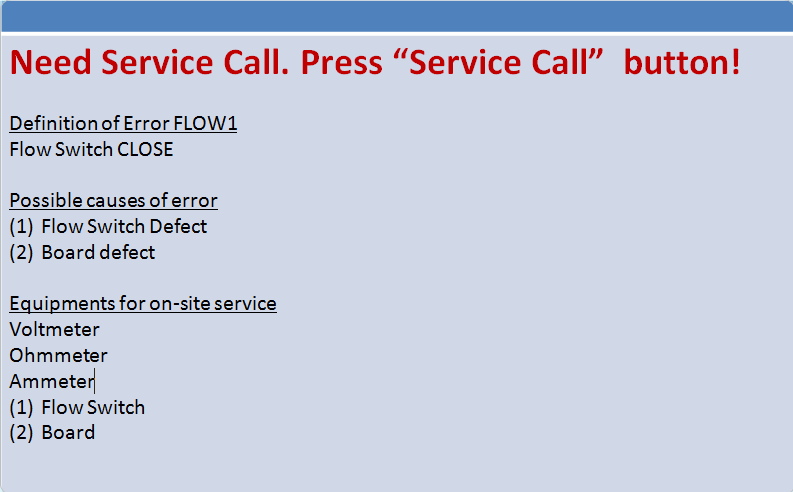 Need Service Call. Press “Service Call”  button!
Definition of Error FLOW1
Flow Switch CLOSE
Possible causes of error
(1) Flow Switch Defect
(2) Board defect
Equipments for on-site service
Voltmeter
Ohmmeter
Ammeter
(1) Flow Switch
(2) Board